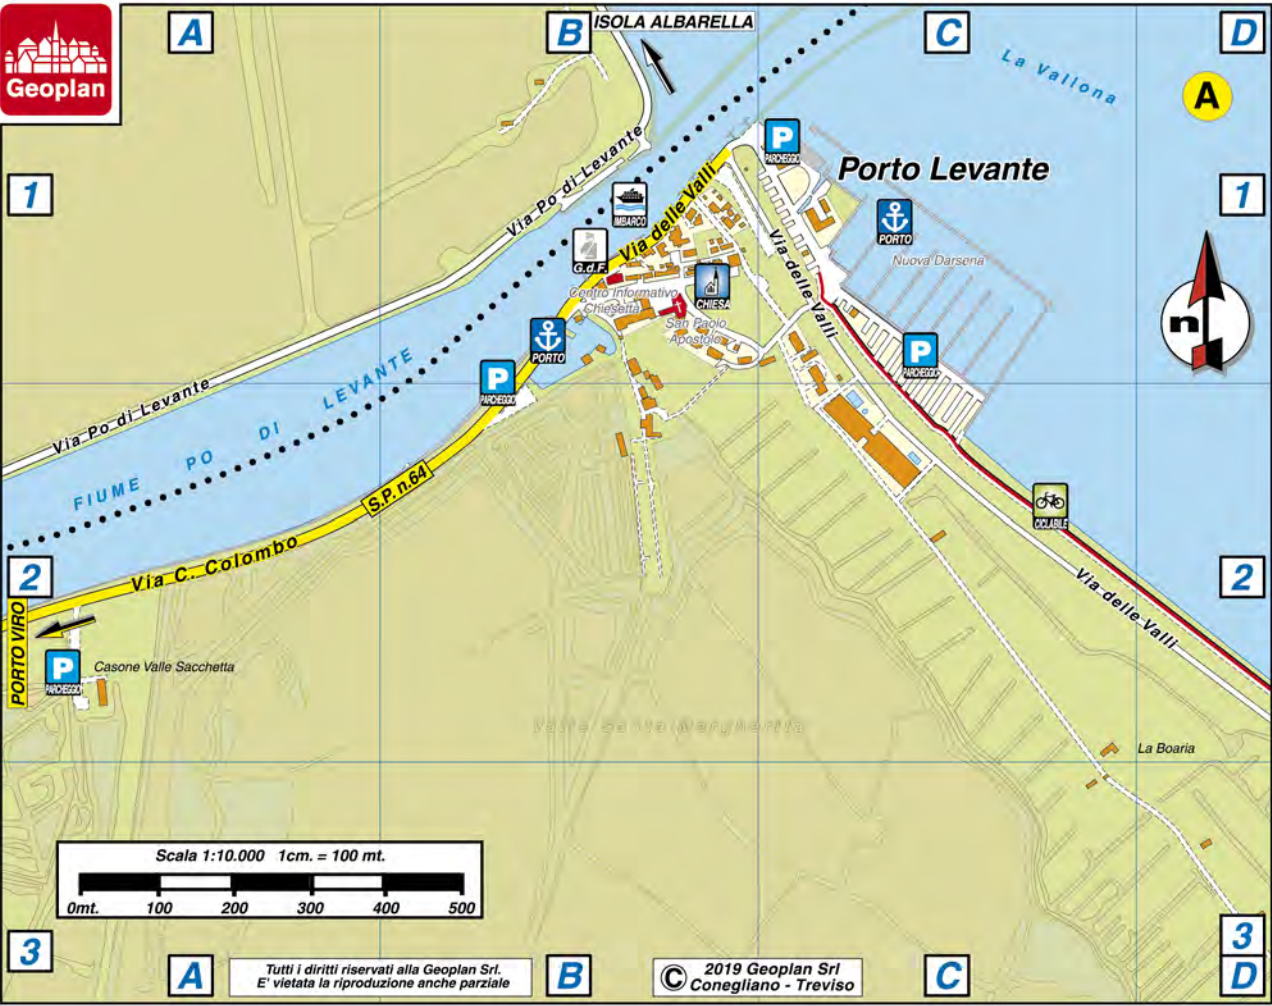 Geoplan
A
B
ISOLA ALBARELLA
C
D
La Vallona
A
1
1
Via Po di Levante
P
PARCHEGGIO
Porto Levante
IMBARCO
Via delle Valli
PORTO
G.d.F.
Via delle Valli
Nuova Darsena
CHIESA
Centro Informativo
Chiesetta
San Paolo
Apostolo
n
PORTO
P
PARCHEGGIO
P
PARCHEGGIO
Via Po di Levante
FIUME PO DI LEVANTE
S.P. n.64
CICLABILE
Via C. Colombo
2
2
Via delle Valli
PORTO VIRO
P
PARCHEGGIO
Casone Valle Sacchetta
Valle Santa Margherita
La Boaria
Scala 1:10.000 1cm. = 100 mt.
0mt. 100 200 300 400 500
3
3
A
Tutti i diritti riservati alla Geoplan Srl.
E' vietata la riproduzione anche parziale
B
© 2019 Geoplan Srl
Conegliano - Treviso
C
D